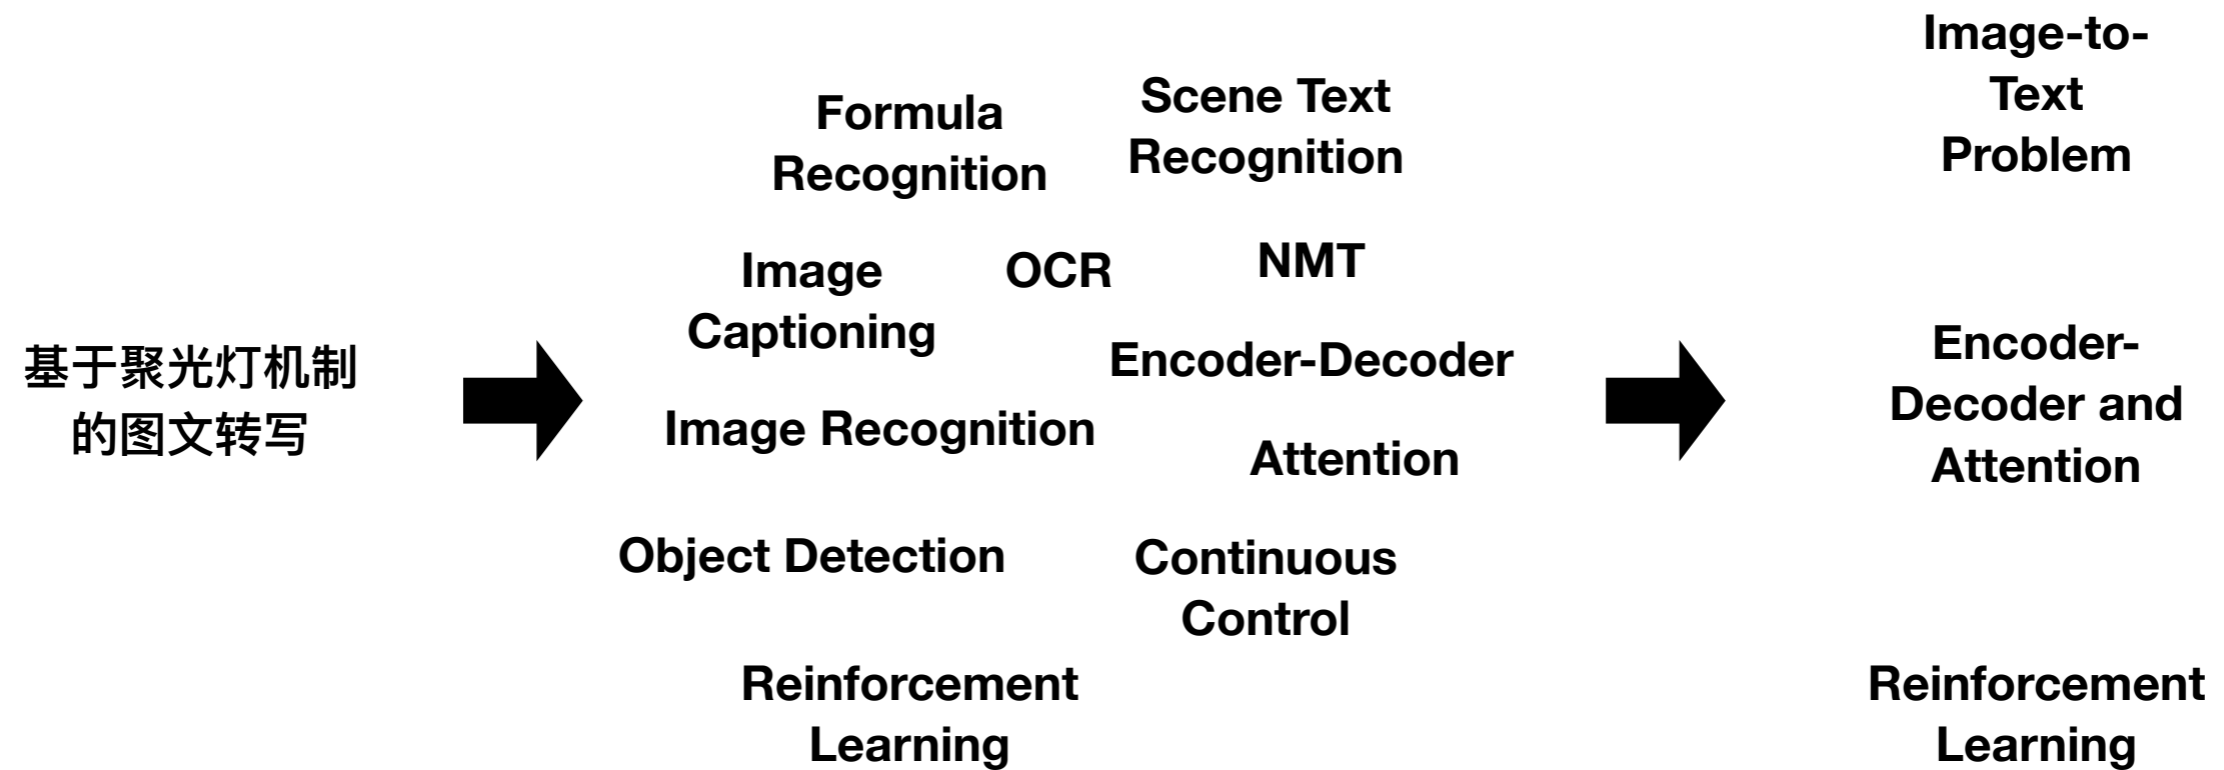 基于聚光灯机制
的图文转写
Formula
Recognition
Scene Text
Recognition
Image
Captioning
OCR
NMT
Encoder-Decoder
Image Recognition
Attention
Object Detection
Continuous
Control
Reinforcement
Learning
Image-to-
Text
Problem
Encoder-
Decoder and
Attention
Reinforcement
Learning